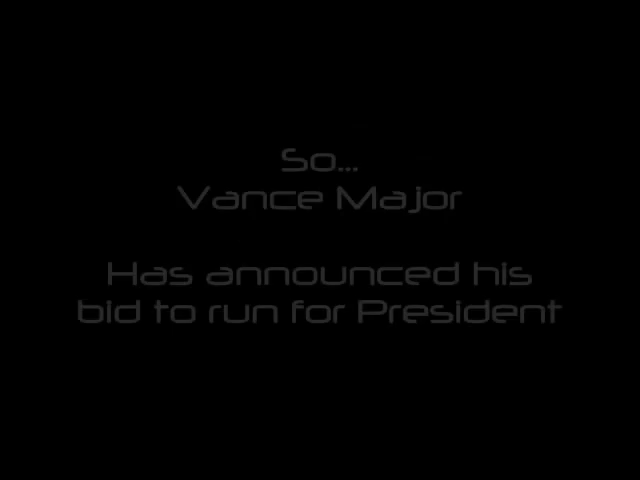 So...
Vance Major
Has announced his
bid to run for President